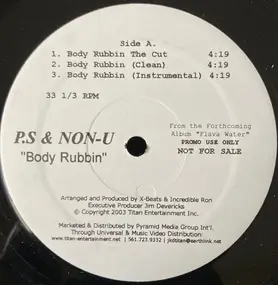 Side A.
1. Body Rubbin The Cut 4:19
2. Body Rubbin (Clean) 4:19
3. Body Rubbin (Instrumental) 4:19
33 1/3 RPM
P.S & NON-U
"Body Rubbin"
From the Forthcoming
Album "Flava Water"
PROMO USE ONLY
NOT FOR SALE
Arranged and Produced by X-Beats & Incredible Ron
Executive Producer Jim Devericks
© Copyright 2003 Titan Entertainment Inc.
Marketed & Distributed by Pyramid Media Group Int'l.
Through Universal & Music Video Distribution
www.titan-entertainment.net | 561.723.9332 | jkdtitan@earthlink.net